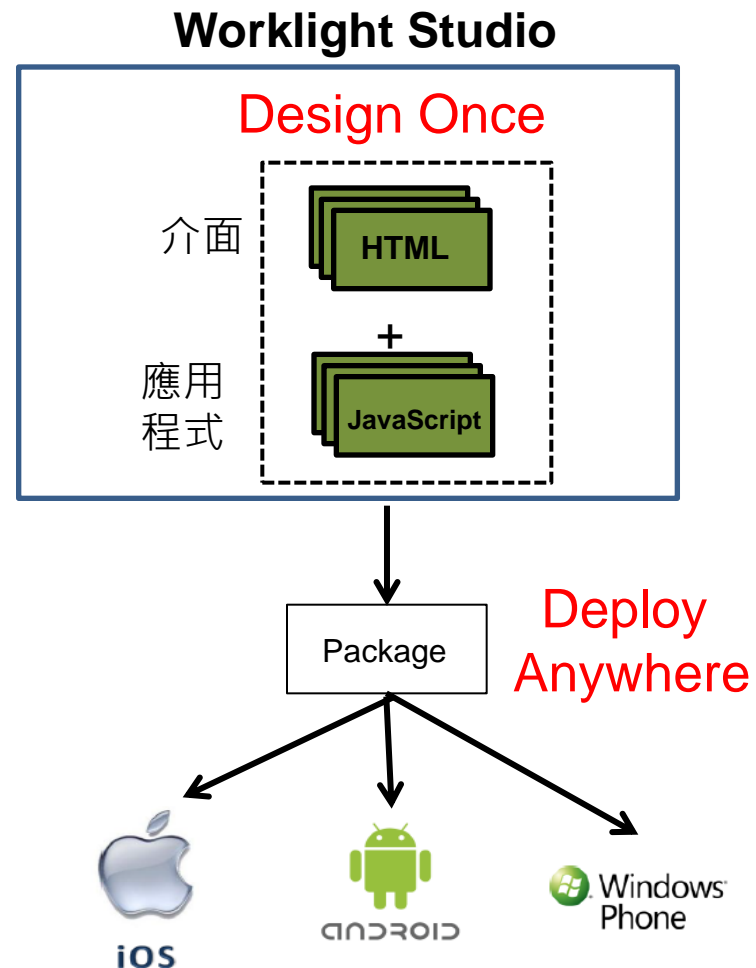 Worklight Studio
Design Once
介面
HTML
+
應用
程式
JavaScript
Package
Deploy
Anywhere
iOS
ANDROID
Windows
Phone